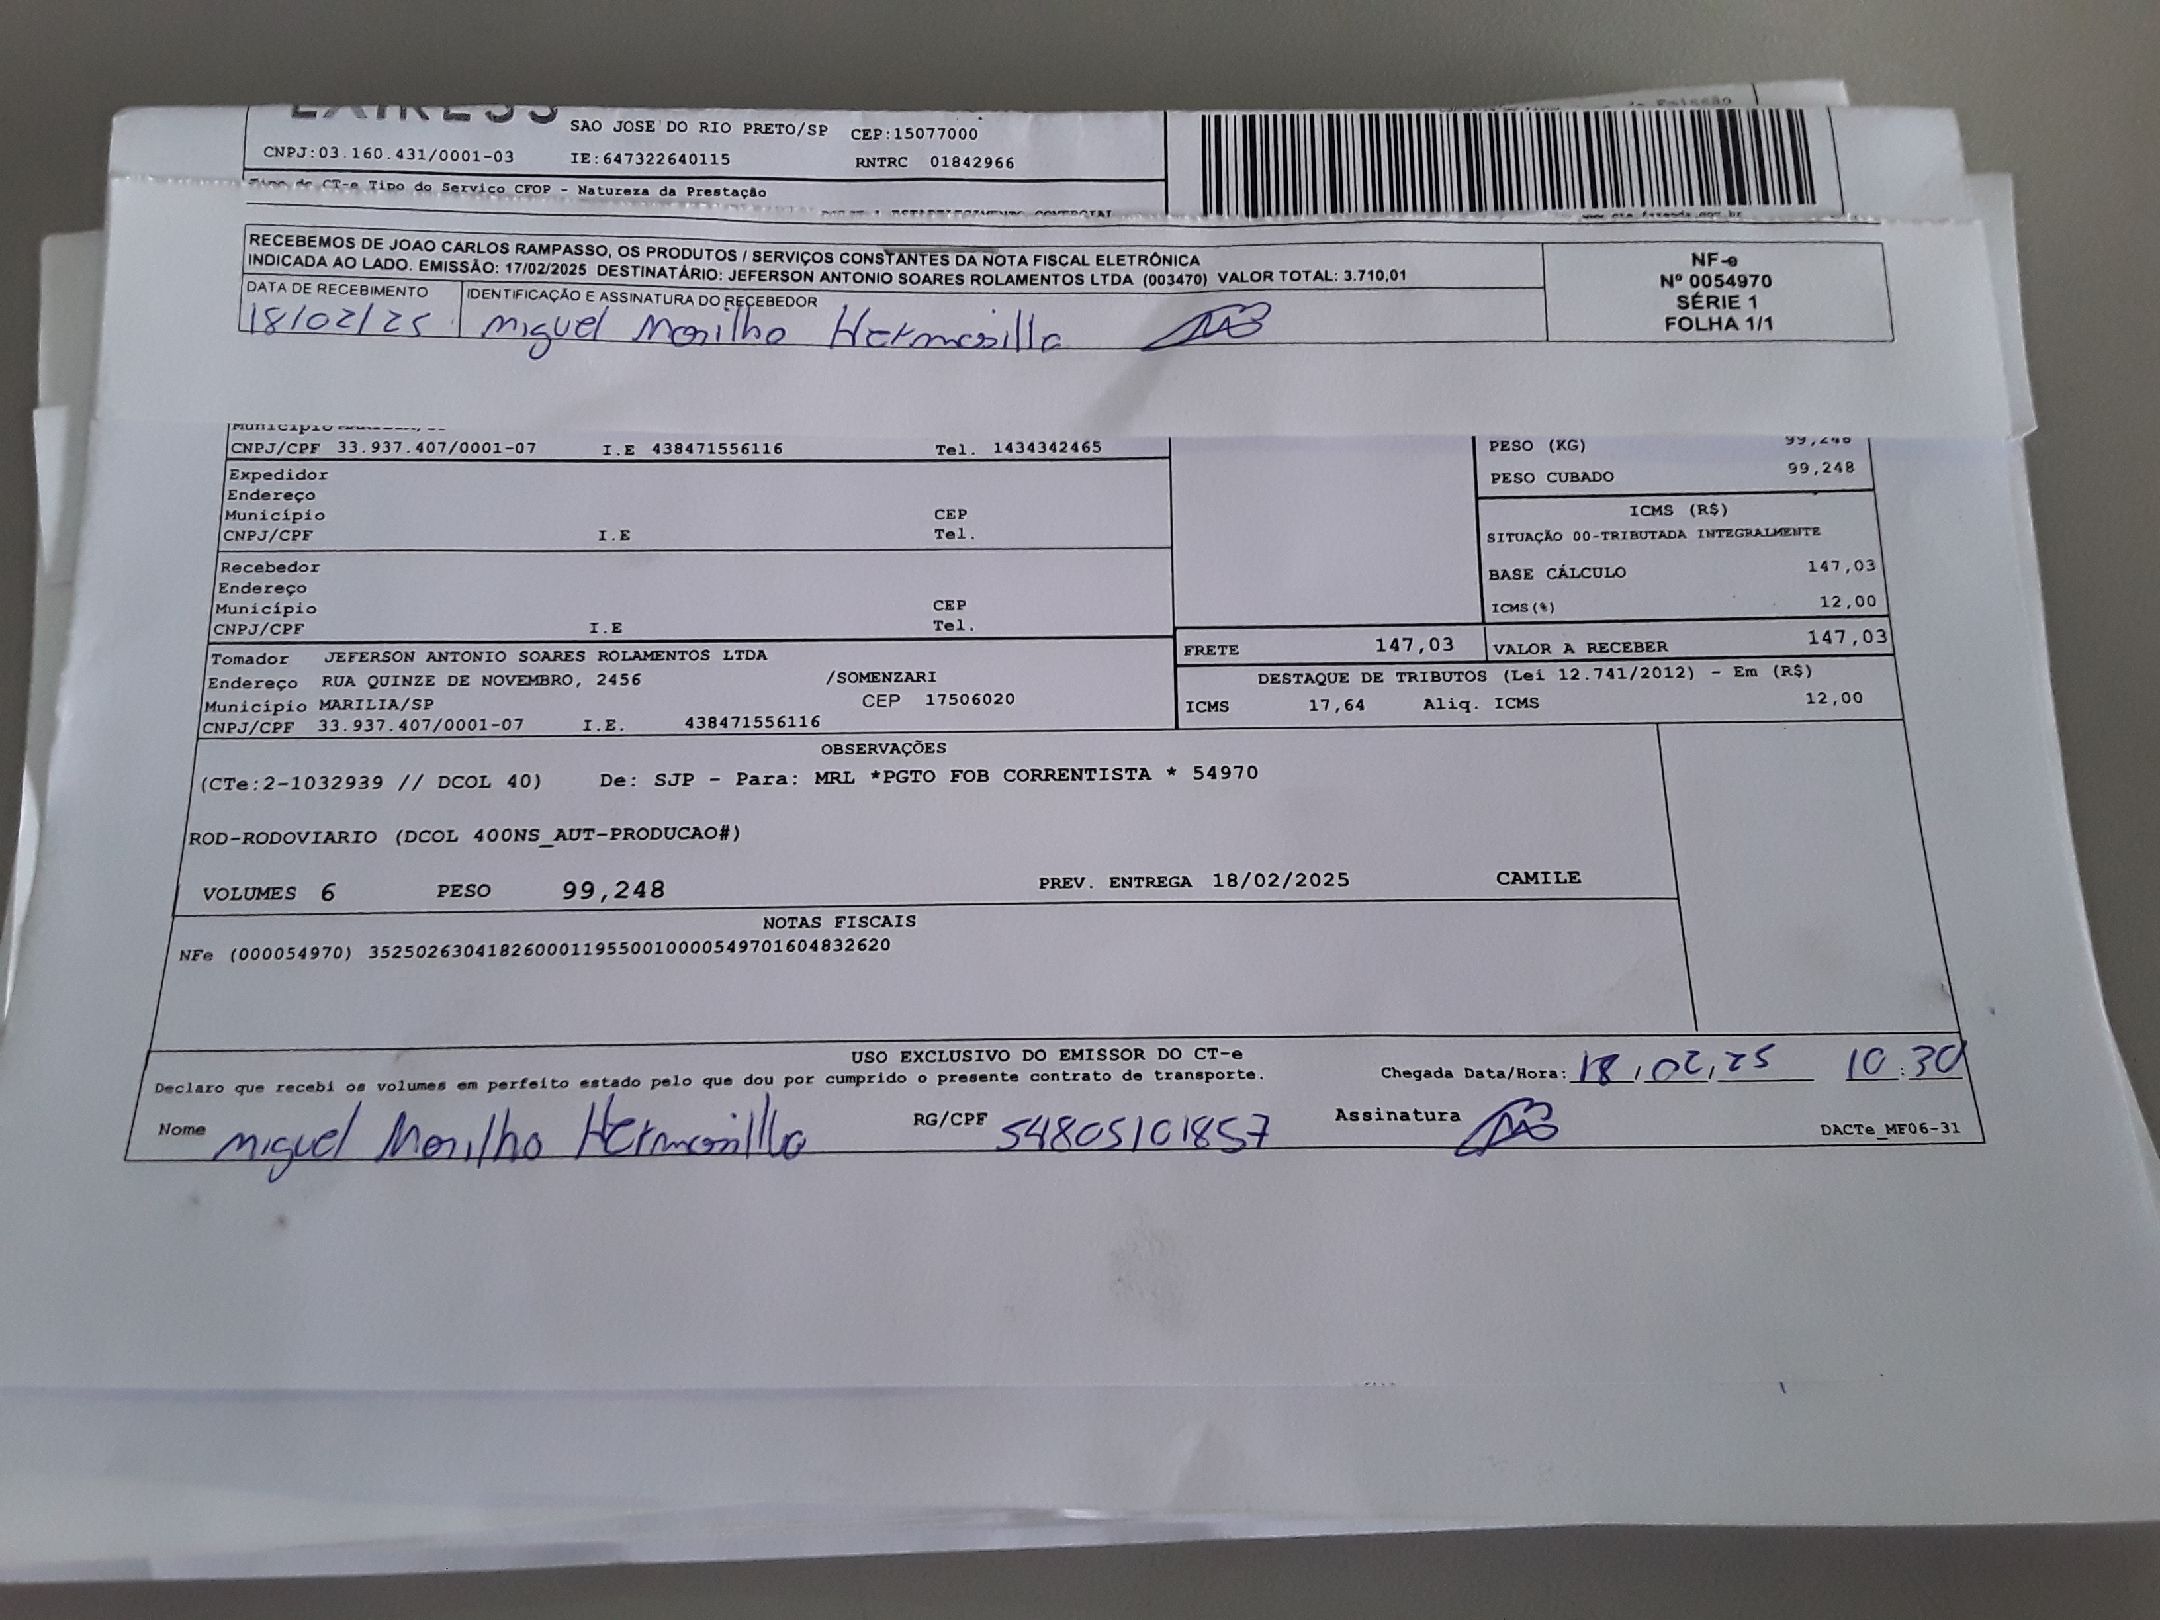 EXPRESS
SAO JOSE DO RIO PRETO/SP CEP:15077000
CNPJ:03.160.431/0001-03 IE:647322640115 RNTRC 01842966
Tipo do CT-e Tipo do Servico CFOP - Natureza da Prestação
www.cte.fazenda.gov.br
RECEBEMOS DE JOAO CARLOS RAMPASSO, OS PRODUTOS / SERVIÇOS CONSTANTES DA NOTA FISCAL ELETRÔNICA
INDICADA AO LADO. EMISSÃO: 17/02/2025 DESTINATÁRIO: JEFERSON ANTONIO SOARES ROLAMENTOS LTDA (003470) VALOR TOTAL: 3.710,01
NF-e
Nº 0054970
SÉRIE 1
FOLHA 1/1
DATA DE RECEBIMENTO IDENTIFICAÇÃO E ASSINATURA DO RECEBEDOR
18/02/25 Miguel Morilho Hermosilla
Município
CNPJ/CPF 33.937.407/0001-07 I.E 438471556116 Tel. 1434342465
PESO (KG) 99,248
PESO CUBADO 99,248
Expedidor
Endereço
Município CEP
CNPJ/CPF I.E Tel.
ICMS (R$)
SITUAÇÃO 00-TRIBUTADA INTEGRALMENTE
BASE CÁLCULO 147,03
ICMS(%) 12,00
Recebedor
Endereço
Município CEP
CNPJ/CPF I.E Tel.
FRETE 147,03 VALOR A RECEBER 147,03
Tomador JEFERSON ANTONIO SOARES ROLAMENTOS LTDA
Endereço RUA QUINZE DE NOVEMBRO, 2456 /SOMENZARI
Município MARILIA/SP CEP 17506020
CNPJ/CPF 33.937.407/0001-07 I.E. 438471556116
DESTAQUE DE TRIBUTOS (Lei 12.741/2012) - Em (R$)
ICMS 17,64 Aliq. ICMS 12,00
OBSERVAÇÕES
(CTe:2-1032939 // DCOL 40) De: SJP - Para: MRL *PGTO FOB CORRENTISTA * 54970
ROD-RODOVIARIO (DCOL 400NS_AUT-PRODUCAO#)
VOLUMES 6 PESO 99,248 PREV. ENTREGA 18/02/2025 CAMILE
NOTAS FISCAIS
NFe (000054970) 35250263041826000119550010000549701604832620
USO EXCLUSIVO DO EMISSOR DO CT-e
Declaro que recebi os volumes em perfeito estado pelo que dou por cumprido o presente contrato de transporte. Chegada Data/Hora: 18/02/25 10:30
Nome Miguel Morilho Hermosilla RG/CPF 54805101857 Assinatura
DACTe_MF06-31